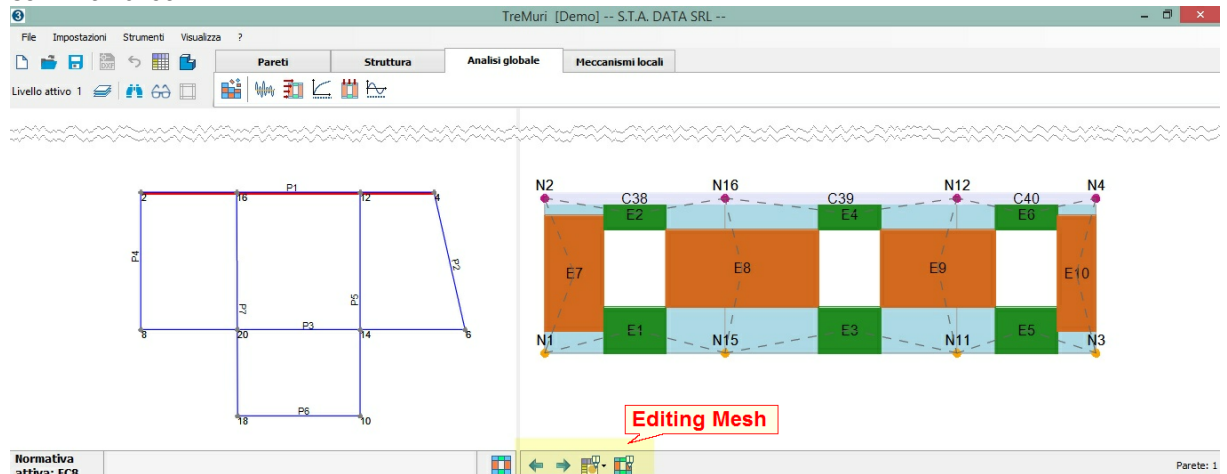 TreMuri [Demo] -- S.T.A. DATA SRL --
File Impostazioni Strumenti Visualizza ?
Pareti Struttura Analisi globale Meccanismi locali
Livello attivo 1
2 P1 16 12 4
P4 P7 P5 P2
8 20 P3 14 6
18 P6 10
N2 N16 N12 N4
C38 C39 C40
E2 E4 E6
E7 E8 E9 E10
E1 E3 E5
N1 N15 N11 N3
Editing Mesh
Normativa
attiva: EC8
Parete: 1